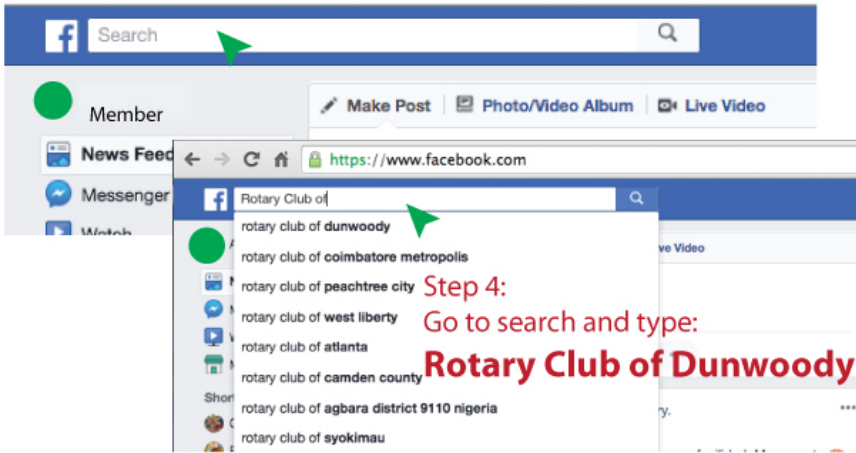 Search
Member
Make Post
Photo/Video Album
Live Video
News Feed
Messenger
Watch
https://www.facebook.com
Rotary Club of
rotary club of dunwoody
rotary club of coimbatore metropolis
rotary club of peachtree city
rotary club of west liberty
rotary club of atlanta
rotary club of camden county
rotary club of agbara district 9110 nigeria
rotary club of syokimau
ve Video
Step 4:
Go to search and type:
Rotary Club of Dunwoody
Shor
ry.